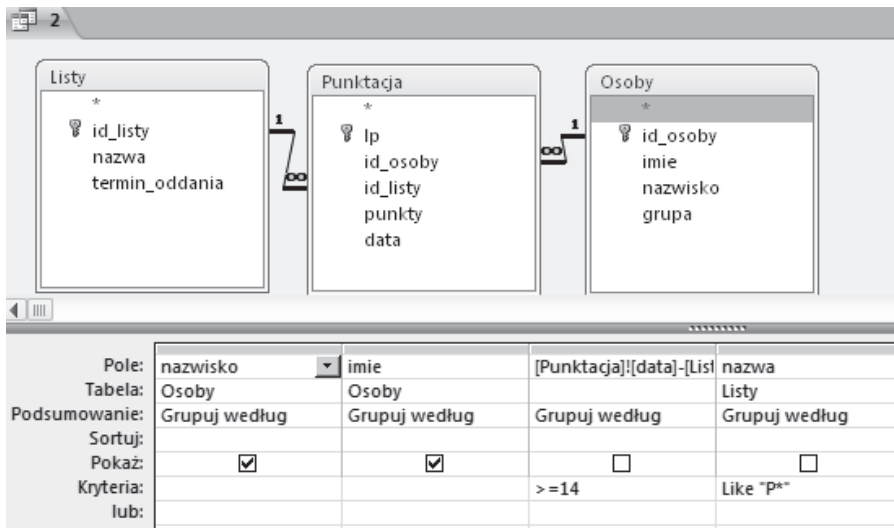 2
Listy
*
id_listy
nazwa
termin_oddania
1
∞
Punktacja
*
lp
id_osoby
id_listy
punkty
data
∞
1
Osoby
*
id_osoby
imie
nazwisko
grupa
Pole: nazwisko imie [Punktacja]![data]-[List nazwa
Tabela: Osoby Osoby Listy
Podsumowanie: Grupuj według Grupuj według Grupuj według Grupuj według
Sortuj:
Pokaż:
Kryteria: >=14 Like "P*"
lub: